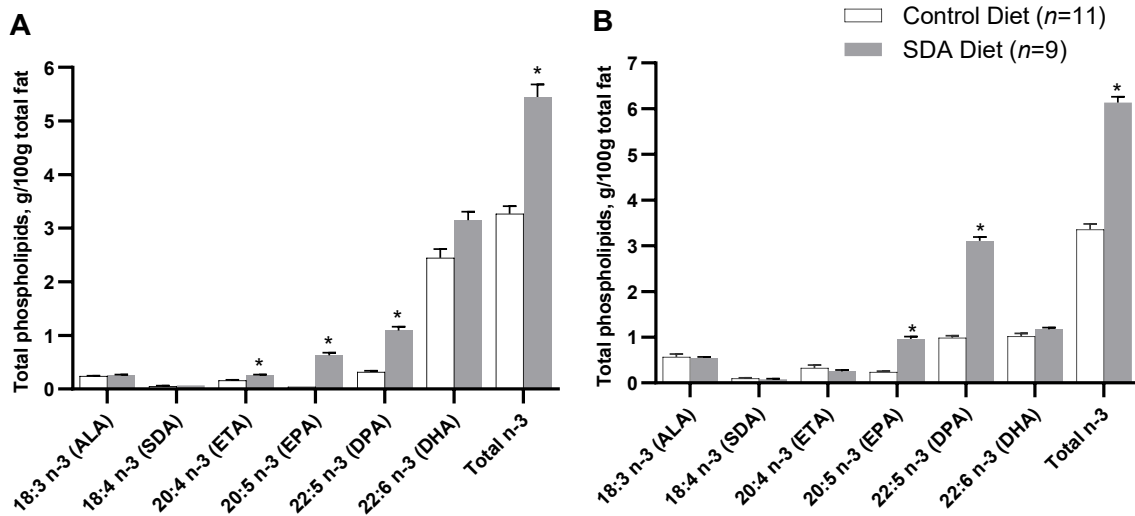 A
Total phospholipids, g/100g total fat
6
5
4
3
2
1
0
*
*
*
*
18:3 n-3 (ALA)
18:4 n-3 (SDA)
20:4 n-3 (ETA)
20:5 n-3 (EPA)
22:5 n-3 (DPA)
22:6 n-3 (DHA)
Total n-3
B
Control Diet (n=11)
SDA Diet (n=9)
Total phospholipids, g/100g total fat
7
6
5
4
3
2
1
0
*
*
*
18:3 n-3 (ALA)
18:4 n-3 (SDA)
20:4 n-3 (ETA)
20:5 n-3 (EPA)
22:5 n-3 (DPA)
22:6 n-3 (DHA)
Total n-3